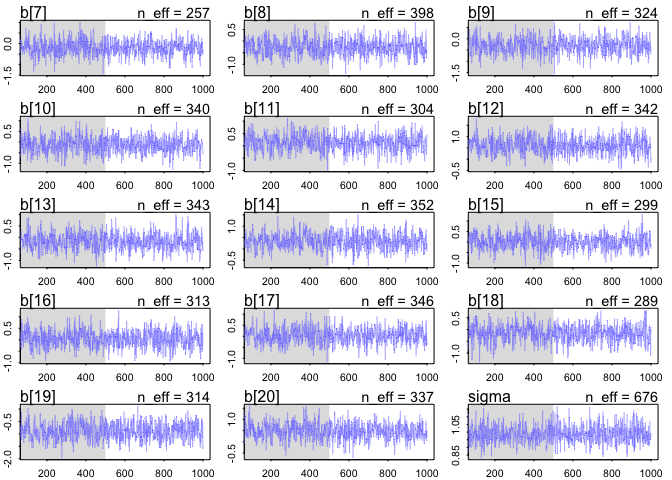 b[7] n_eff = 257 b[8] n_eff = 398 b[9] n_eff = 324
0.0 -1.5 0.5 -1.0 0.0 -1.5
200 400 600 800 1000 200 400 600 800 1000 200 400 600 800 1000
b[10] n_eff = 340 b[11] n_eff = 304 b[12] n_eff = 342
0.5 -1.0 0.5 -1.0 1.0 -0.5
200 400 600 800 1000 200 400 600 800 1000 200 400 600 800 1000
b[13] n_eff = 343 b[14] n_eff = 352 b[15] n_eff = 299
0.5 -1.0 1.0 -0.5 0.5 -1.0
200 400 600 800 1000 200 400 600 800 1000 200 400 600 800 1000
b[16] n_eff = 313 b[17] n_eff = 346 b[18] n_eff = 289
0.5 -1.0 0.5 -1.0 0.5 -1.0
200 400 600 800 1000 200 400 600 800 1000 200 400 600 800 1000
b[19] n_eff = 314 b[20] n_eff = 337 sigma n_eff = 676
-0.5 -2.0 1.0 -0.5 1.05 0.85
200 400 600 800 1000 200 400 600 800 1000 200 400 600 800 1000